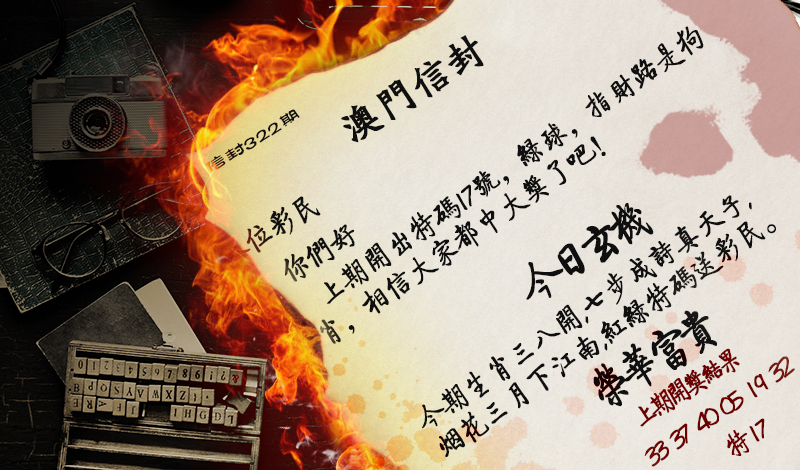 澳門信封
信封322期
位彩民
你們好
上期開出特碼17號，綠球，指財路是狗
肖，相信大家都中大獎了吧！
今日玄機
今期生肖三八開,七步成詩真天子,
烟花三月下江南,紅綠特碼送彩民。
榮華富貴
上期開獎結果
33 37 40 05 19 32
特17